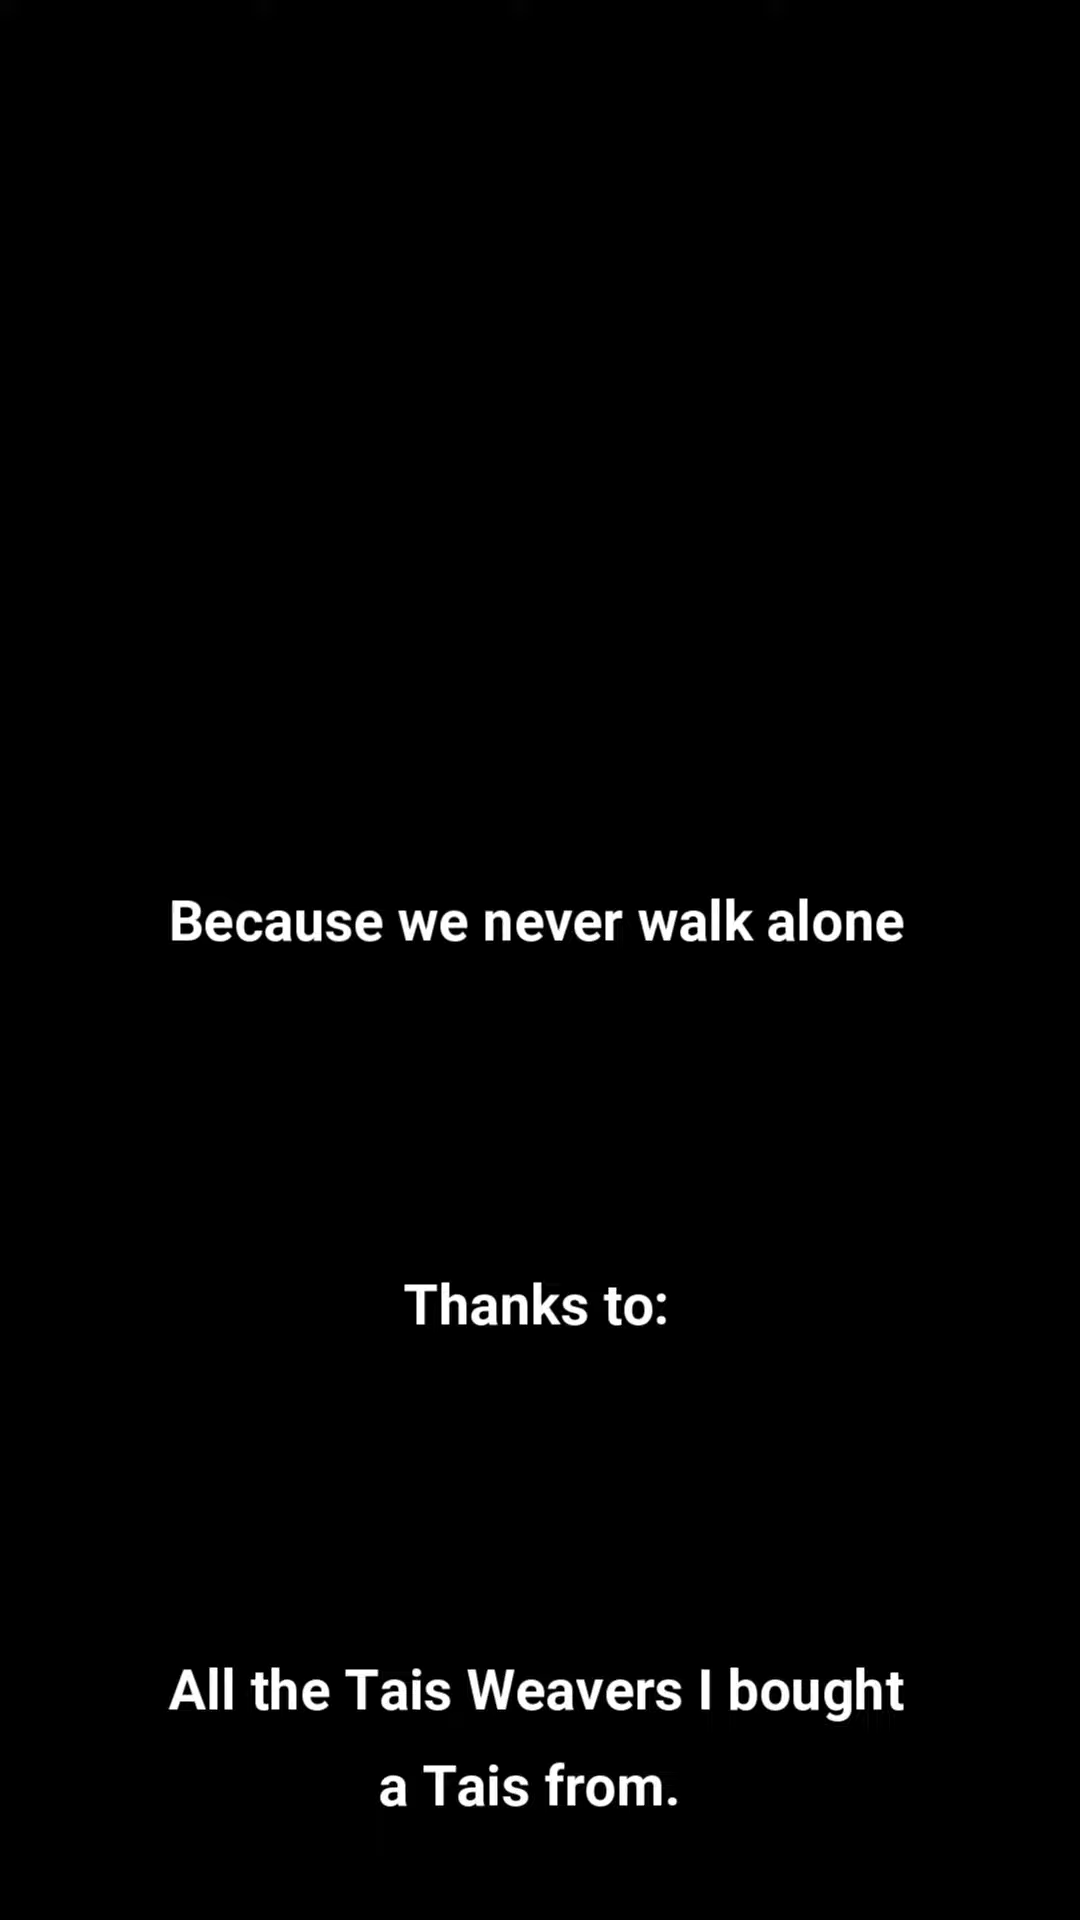 Because we never walk alone
Thanks to:
All the Tais Weavers I bought
a Tais from.